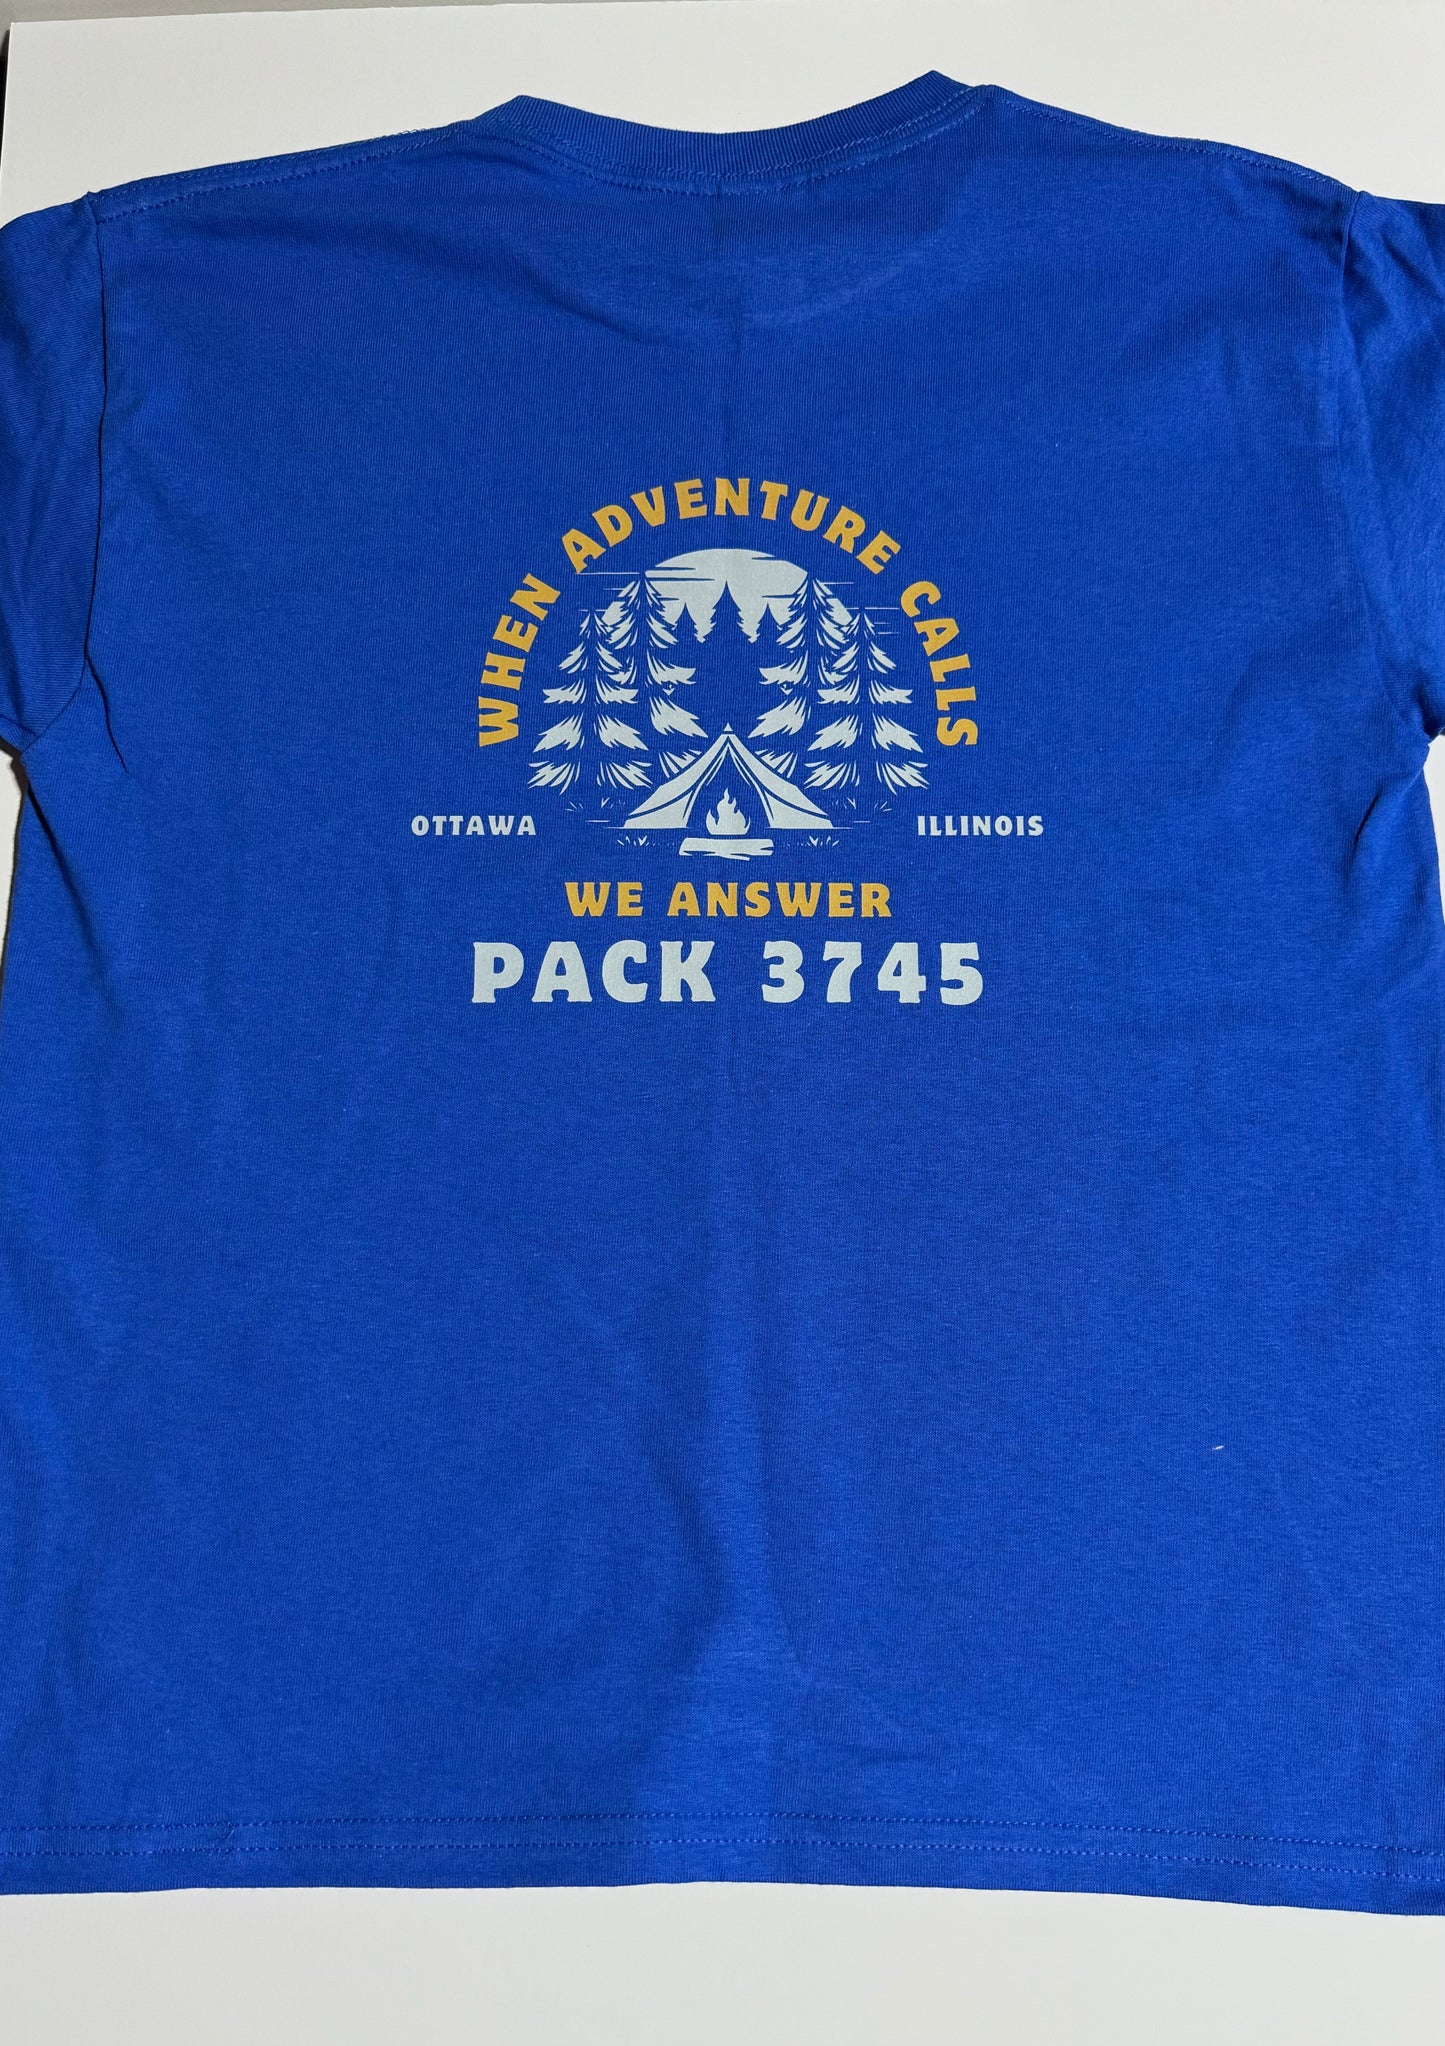 WHEN ADVENTURE CALLS
OTTAWA
ILLINOIS
WE ANSWER
PACK 3745